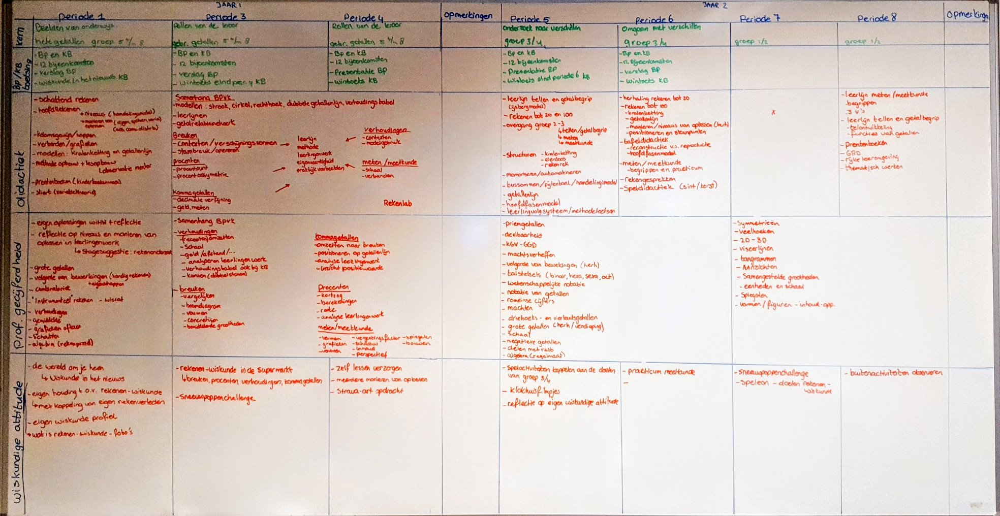 JAAR 1
JAAR 2
Periode 1
Periode 3
Periode 4
opmerkingen
Periode 5
Periode 6
Periode 7
Periode 8
opmerkingen
kern
Beelden van onderwijs
hele getallen groep 5 t/m 8
Rollen van de leraar
gebr. getallen 5 t/m 8
Rollen van de leraar
gebr. getallen 5 t/m 8
onderzoek naar verschillen
groep 3/4
Omgaan met verschillen
groep 3/4
groep 1/2
groep 1/2
BP/KB toetsing
- BP en KB
- 12 bijeenkomsten
- verslag BP
- wiskunde in het nieuws KB
- BP en KB
- 12 bijeenkomsten
- verslag BP
- wintoets eind per. 4 KB
- BP en KB
- 12 bijeenkomsten
- Presentatie BP
- wintoets KB
- BP en KB
- 12 bijeenkomsten
- Presentatie BP
- wintoets eind periode 6 KB
- BP en KB
- 12 bijeenkomsten
- verslag BP
- wintoets KB
Didactiek
- schattend rekenen
- hoofdrekenen
→ niveaus (handelingsmodel)
→ manieren van (rijgen, splitsen, varia)
(ass. comm. distrib)
- verbanden/grafieken
- modellen: kralenketting en getallenlijn
- methode opbouw + lesopbouw
↳ observatie mentor
- prentenboeken
Samenhang BPVK
- modellen: strook, cirkel, rechthoek, dubbele getallenlijn, verhoudingstabel
- leerlijnen
- getalrelatienetwerk
Breuken
- contexten/verschijningsvormen →
- stambreuk/opereren
procenten
- procentpunt
- procentassymetrie
kommagetallen
- decimale verfijning
- geld, meten
leerlijn
methode
leerlingenwerk
eigenvaardigheid
praktijkvoorbeelden
verhoudingen
- contexten
- modelgebruik
meten/meetkunde
- schaal
- verbanden
Rekenlab
- leerlijn tellen en getalbegrip
(ijsbergmodel)
- rekenen tot 20 en 100
- overgang groep 2-3
↳ tellen/getalbegrip
↳ meten
↳ meetkunde
- structuren - kralenketting
- eierdoos
- rekenrek
- memoriseren/automatiseren
- bussommen/pijlentaal/handelingsmodel
- getallenlijn
- hoofdfasenmodel
- leerlingvolgsysteem/methodetoetsen
- herhaling rekenen tot 20
- rekenen tot 100
- kralenketting
- getallenlijn
- manieren/niveaus van oplossen (herh)
- positioneren en steunpunten
- tafeldidactiek
- reconstructie v.s. reproductie
- hoofdfasenmodel
- meten/meetkunde
- begrippen en practicum
- rekengesprekken
- Speldidactiek (sint/kerst)
x
- leerlijn meten/meetkunde
- begrippen
- 3 v's
- leerlijn tellen en getalbegrip
- telontwikkeling
- functies van getallen
- prentenboeken
- GRD
- rijke leeromgeving
- thematisch werken
Prof. gecijferdheid
- eigen oplossingen wiHN + reflectie
- reflectie op niveaus en manieren van
oplossen in leerlingenwerk
↳ stagesuggestie: rekenonderzoek
- grote getallen
- volgorde van bewerkingen (handig rekenen)
+ eigenschappen
- combinatoriek
- "Instrumenteel" rekenen - wiscat
- verhoudingen
- gemiddelde
- grafieken aflezen
- schatten
- Samenhang BPVK
- verhoudingen
(recepten) omzetten
- schaal
- geld/afstand/...
- analyseren leerlingenwerk
- verhoudingstabel ook bij KB
- kansen (dobbelstenen)
- breuken
- vergelijken
- boomdiagram
- vouwen
- concretiseren
- benoemde grootheden
kommagetallen
- omzetten naar breuken
- positioneren op getallenlijn
- analyse leerlingenwerk
- inzicht positiewaarde
Procenten
- korting
- berekeningen
- rente
- analyse leerlingenwerk
meten/meetkunde
- vormen
- grafieken
- vouwen
- vergrotingsfactor
- schaduw
- inhoud
- perspectief
- spiegelen
- bouwen
- priemgetallen
- deelbaarheid
- KGV - GGD
- machtsverheffen
- volgorde van bewerkingen (herh)
- talstelsels (binair, hexa, sexa, oct)
- wetenschappelijke notatie
- notatie van getallen
- romeinse cijfers
- machten
- driehoeks- en vierkantsgetallen
- grote getallen (herh/verdieping)
- schaal
- negatieve getallen
- delen met rest
- algebra (regelmaat)
- Symmetrieën
- veelhoeken
- 2D - 3D
- viseerlijnen
- tangrammen
- Aanzichten
- Samengestelde grootheden
- eenheden en schaal
- Spiegelen
- vormen/figuren - inhoud - opp.
wiskundige attitude
- de wereld om je heen
↳ wiskunde in het nieuws
- eigen houding t.o.v. rekenen-wiskunde
↳ met koppeling van eigen rekenverleden
- eigen wiskunde profiel
→ wat is rekenen-wiskunde - foto's
- rekenen-wiskunde in de supermarkt
↳ breuken, procenten, verhoudingen, kommagetallen
- Sneeuwpoppenchallenge
- zelf lessen verzorgen
- meerdere manieren van oplossen
- Strava-art opdracht
- Spelactiviteiten koppelen aan de doelen
van groep 3/4
- klokhuisfilmpjes
- reflectie op eigen wiskundige attitude
- practicum meetkunde
-
- Sneeuwpoppenchallenge
- Speleon - doelen rekenen-
wiskunde
- buitenactiviteiten observeren